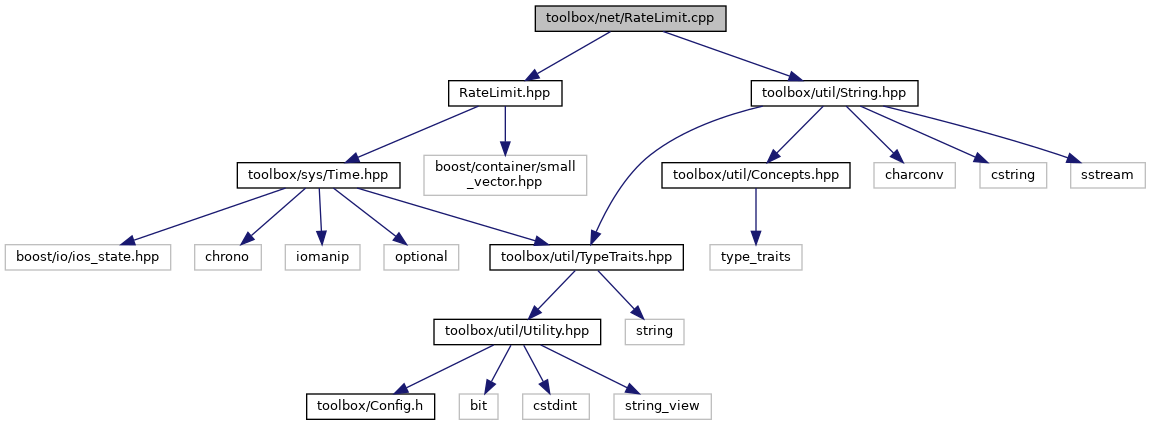 toolbox/net/RateLimit.cpp
RateLimit.hpp
toolbox/util/String.hpp
toolbox/sys/Time.hpp
boost/container/small
_vector.hpp
toolbox/util/Concepts.hpp
charconv
cstring
sstream
boost/io/ios_state.hpp
chrono
iomanip
optional
toolbox/util/TypeTraits.hpp
type_traits
toolbox/util/Utility.hpp
string
toolbox/Config.h
bit
cstdint
string_view